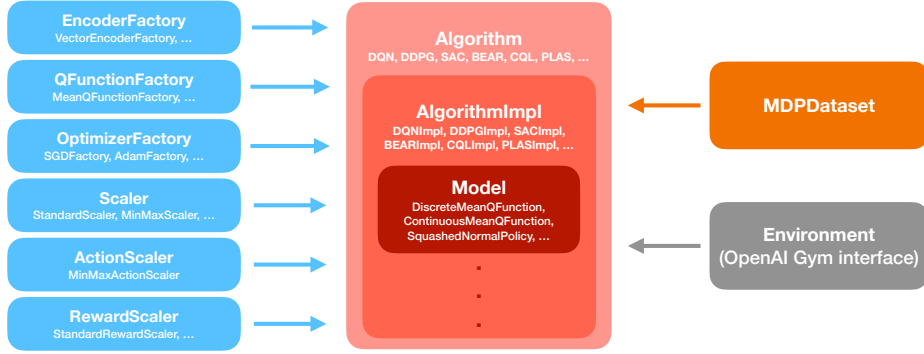 EncoderFactory
VectorEncoderFactory, ...
QFunctionFactory
MeanQFunctionFactory, ...
OptimizerFactory
SGDFactory, AdamFactory, ...
Scaler
StandardScaler, MinMaxScaler, ...
ActionScaler
MinMaxActionScaler
RewardScaler
StandardRewardScaler, ...
Algorithm
DQN, DDPG, SAC, BEAR, CQL, PLAS, ...
AlgorithmImpl
DQNImpl, DDPGImpl, SACImpl,
BEARImpl, CQLImpl, PLASImpl, ...
Model
DiscreteMeanQFunction,
ContinuousMeanQFunction,
SquashedNormalPolicy, ...
.
.
.
MDPDataset
Environment
(OpenAI Gym interface)